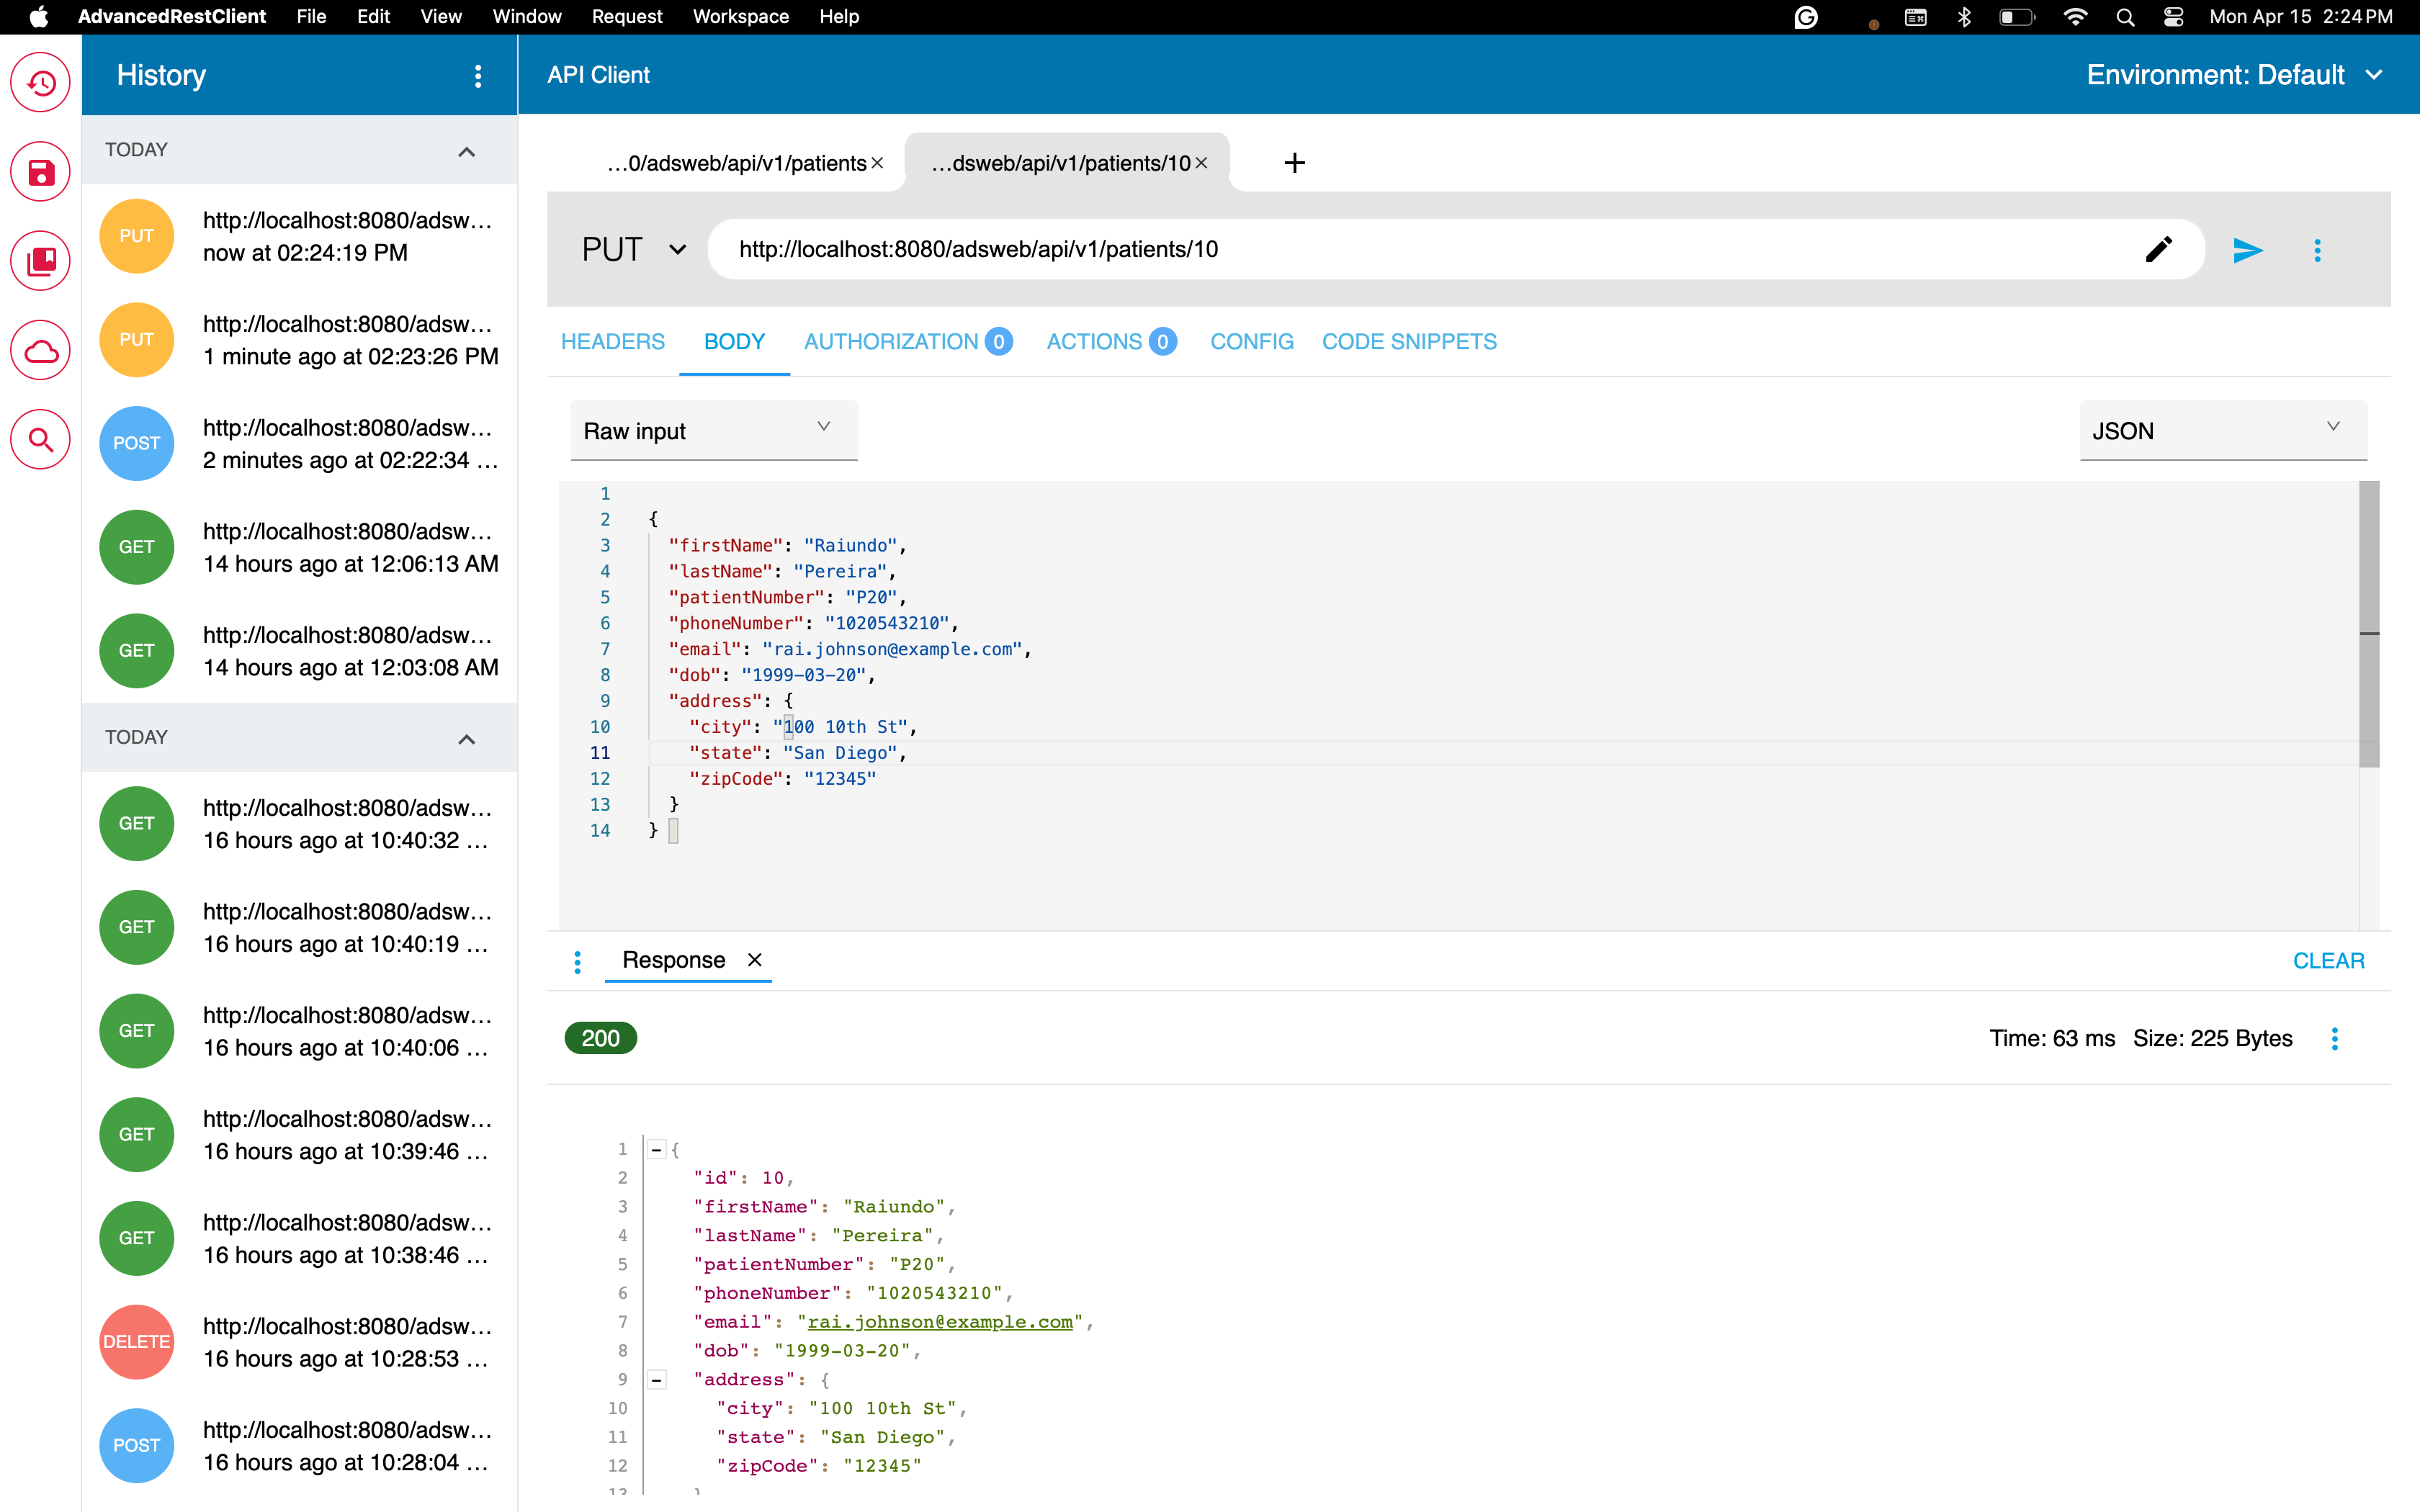 AdvancedRestClient File Edit View Window Request Workspace Help Mon Apr 15 2:24 PM
History
TODAY
PUT http://localhost:8080/adsw...
now at 02:24:19 PM
PUT http://localhost:8080/adsw...
1 minute ago at 02:23:26 PM
POST http://localhost:8080/adsw...
2 minutes ago at 02:22:34 ...
GET http://localhost:8080/adsw...
14 hours ago at 12:06:13 AM
GET http://localhost:8080/adsw...
14 hours ago at 12:03:08 AM
TODAY
GET http://localhost:8080/adsw...
16 hours ago at 10:40:32 ...
GET http://localhost:8080/adsw...
16 hours ago at 10:40:19 ...
GET http://localhost:8080/adsw...
16 hours ago at 10:40:06 ...
GET http://localhost:8080/adsw...
16 hours ago at 10:39:46 ...
GET http://localhost:8080/adsw...
16 hours ago at 10:38:46 ...
DELETE http://localhost:8080/adsw...
16 hours ago at 10:28:53 ...
POST http://localhost:8080/adsw...
16 hours ago at 10:28:04 ...
API Client Environment: Default
...0/adsweb/api/v1/patients × ...dsweb/api/v1/patients/10 × +
PUT http://localhost:8080/adsweb/api/v1/patients/10
HEADERS BODY AUTHORIZATION 0 ACTIONS 0 CONFIG CODE SNIPPETS
Raw input JSON
1
2 {
3 "firstName": "Raiundo",
4 "lastName": "Pereira",
5 "patientNumber": "P20",
6 "phoneNumber": "1020543210",
7 "email": "rai.johnson@example.com",
8 "dob": "1999-03-20",
9 "address": {
10 "city": "100 10th St",
11 "state": "San Diego",
12 "zipCode": "12345"
13 }
14 }
Response × CLEAR
200 Time: 63 ms Size: 225 Bytes
1 {
2 "id": 10,
3 "firstName": "Raiundo",
4 "lastName": "Pereira",
5 "patientNumber": "P20",
6 "phoneNumber": "1020543210",
7 "email": "rai.johnson@example.com",
8 "dob": "1999-03-20",
9 "address": {
10 "city": "100 10th St",
11 "state": "San Diego",
12 "zipCode": "12345"
13 }